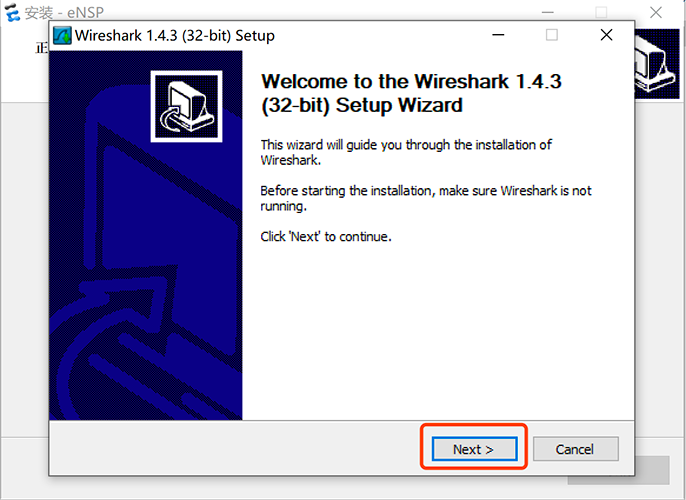 安装 - eNSP
正
Wireshark 1.4.3 (32-bit) Setup
Welcome to the Wireshark 1.4.3
(32-bit) Setup Wizard
This wizard will guide you through the installation of
Wireshark.
Before starting the installation, make sure Wireshark is not
running.
Click 'Next' to continue.
Next >
Cancel